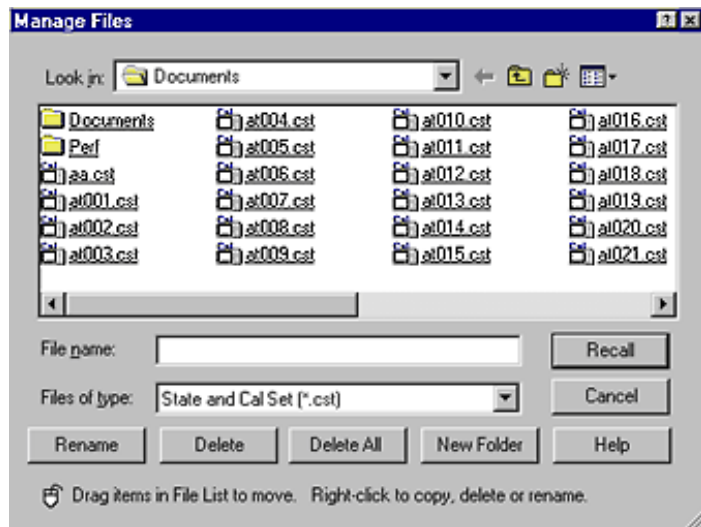 Manage Files
Look in: Documents
Documents at004.cst at010.cst at016.cst
Perf at005.cst at011.cst at017.cst
aa.cst at006.cst at012.cst at018.cst
at001.cst at007.cst at013.cst at019.cst
at002.cst at008.cst at014.cst at020.cst
at003.cst at009.cst at015.cst at021.cst
File name: Recall
Files of type: State and Cal Set (*.cst) Cancel
Rename Delete Delete All New Folder Help
Drag items in File List to move. Right-click to copy, delete or rename.